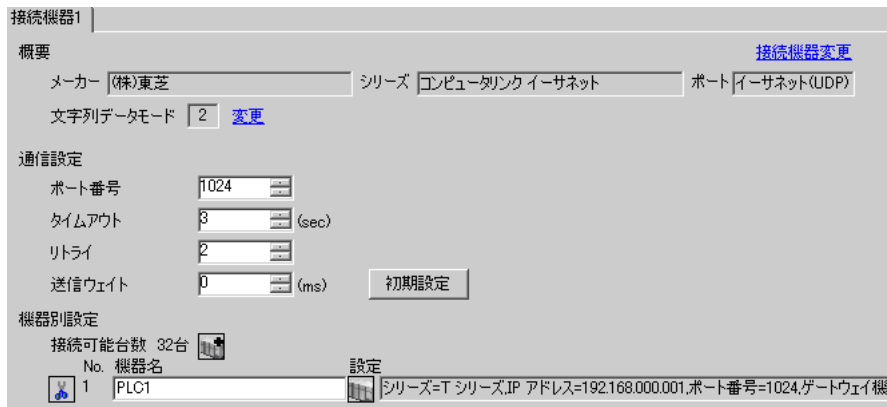 接続機器1
概要 接続機器変更
メーカー (株)東芝 シリーズ コンピュータリンク イーサネット ポート イーサネット(UDP)
文字列データモード 2 変更
通信設定
ポート番号 1024
タイムアウト 3 (sec)
リトライ 2
送信ウェイト 0 (ms) 初期設定
機器別設定
接続可能台数 32台
No. 機器名 設定
1 PLC1 シリーズ=T シリーズ,IP アドレス=192.168.000.001,ポート番号=1024,ゲートウェイ機